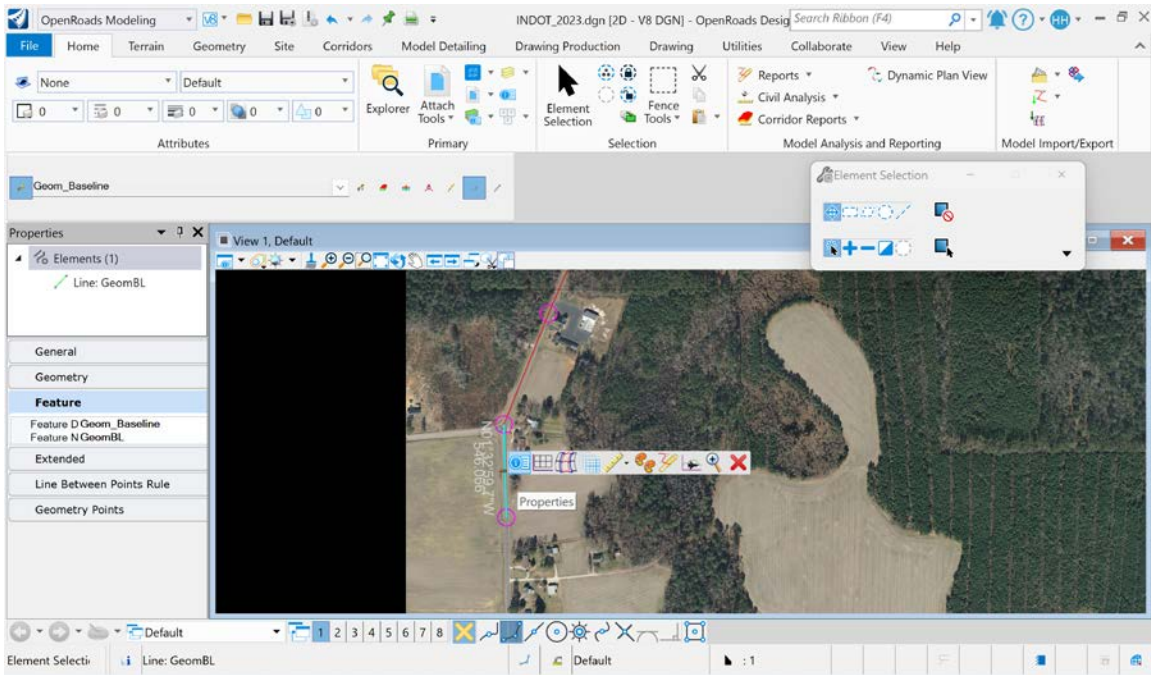 OpenRoads Modeling
INDOT_2023.dgn [2D - V8 DGN] - OpenRoads Desig
Search Ribbon (F4)
HH
File Home Terrain Geometry Site Corridors Model Detailing Drawing Production Drawing Utilities Collaborate View Help
None Default
0 0 0 0 0
Attributes
Explorer Attach Tools
Primary
Element Selection Fence Tools
Selection
Reports Dynamic Plan View
Civil Analysis
Corridor Reports
Model Analysis and Reporting
Model Import/Export
Geom_Baseline
Element Selection
Properties
Elements (1)
Line: GeomBL
General
Geometry
Feature
Feature D Geom_Baseline
Feature N GeomBL
Extended
Line Between Points Rule
Geometry Points
View 1, Default
Properties
Default 1 2 3 4 5 6 7 8
Element Selecti Line: GeomBL Default : 1